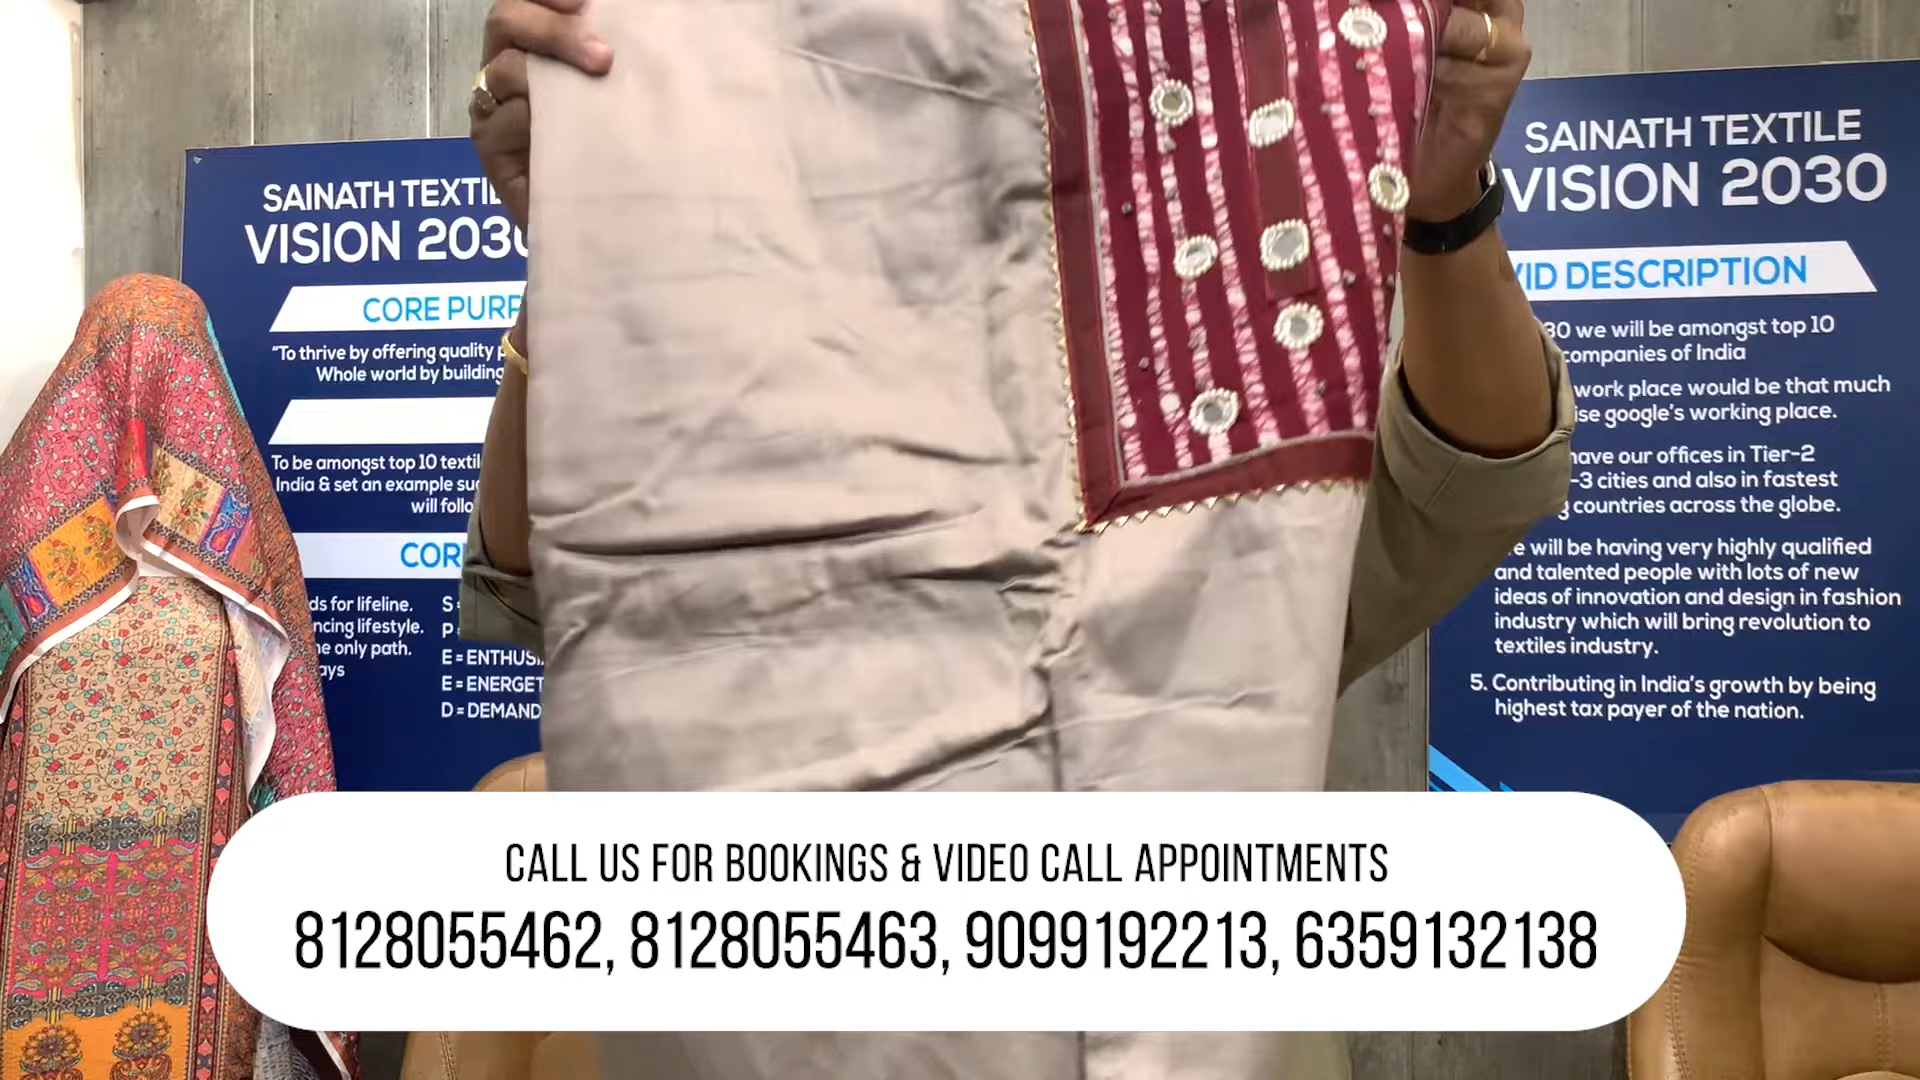 SAINATH TEXTIL
VISION 203
CORE PURP
"To thrive by offering quality
Whole world by building
To be amongst top 10 textil
India & set an example su
will follo
COR
ds for lifeline.
ncing lifestyle.
e only path.
ays
S
P
E = ENTHUS
E = ENERGET
D = DEMAND
SAINATH TEXTILE
VISION 2030
VID DESCRIPTION
30 we will be amongst top 10
companies of India
work place would be that much
ise google's working place.
have our offices in Tier-2
-3 cities and also in fastest
g countries across the globe.
e will be having very highly qualified
and talented people with lots of new
ideas of innovation and design in fashion
industry which will bring revolution to
textiles industry.
5. Contributing in India's growth by being
highest tax payer of the nation.
CALL US FOR BOOKINGS & VIDEO CALL APPOINTMENTS
8128055462, 8128055463, 9099192213, 6359132138